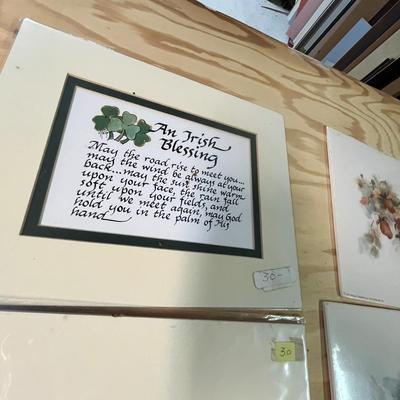 An Irish
Blessing
May the road rise to meet you...
may the wind be always at your
back...may the sun shine warm
upon your face, the rain fall
soft upon your fields, and
until we meet again, may God
hold you in the palm of His
hand
30-
30